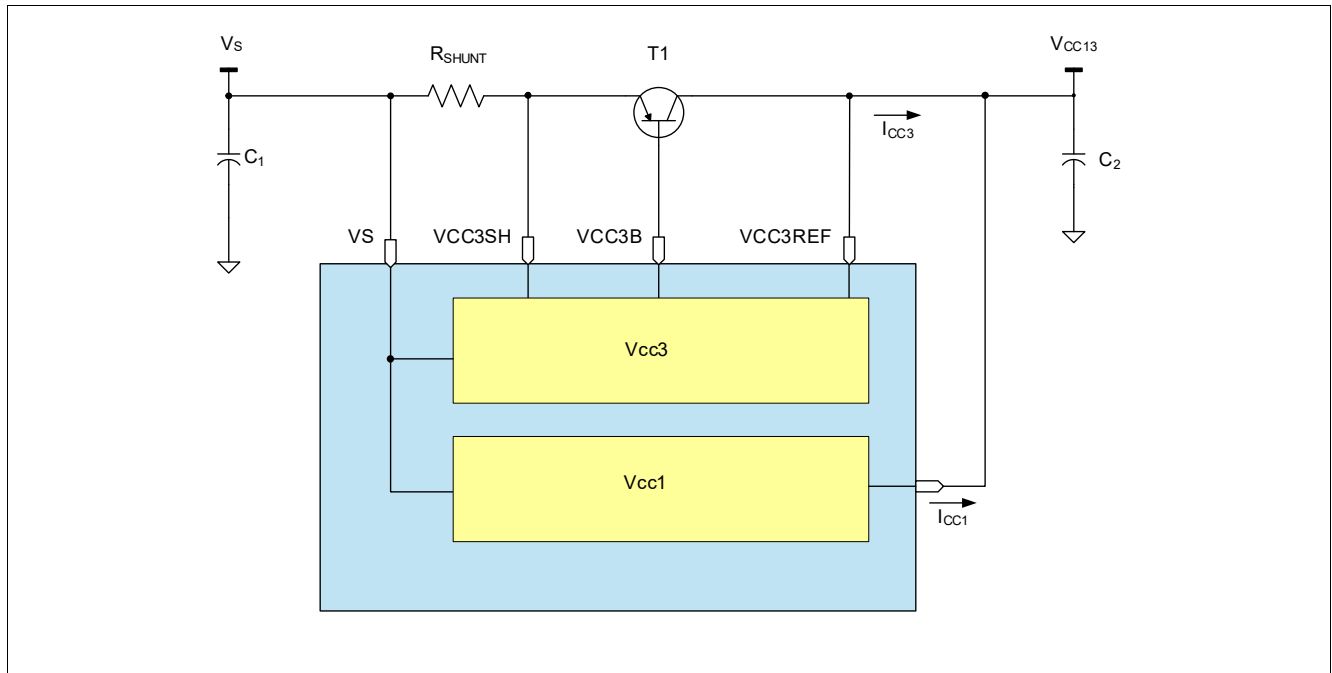 VS
RSHUNT
T1
VCC13
ICC3
C1
C2
VS
VCC3SH
VCC3B
VCC3REF
Vcc3
Vcc1
ICC1